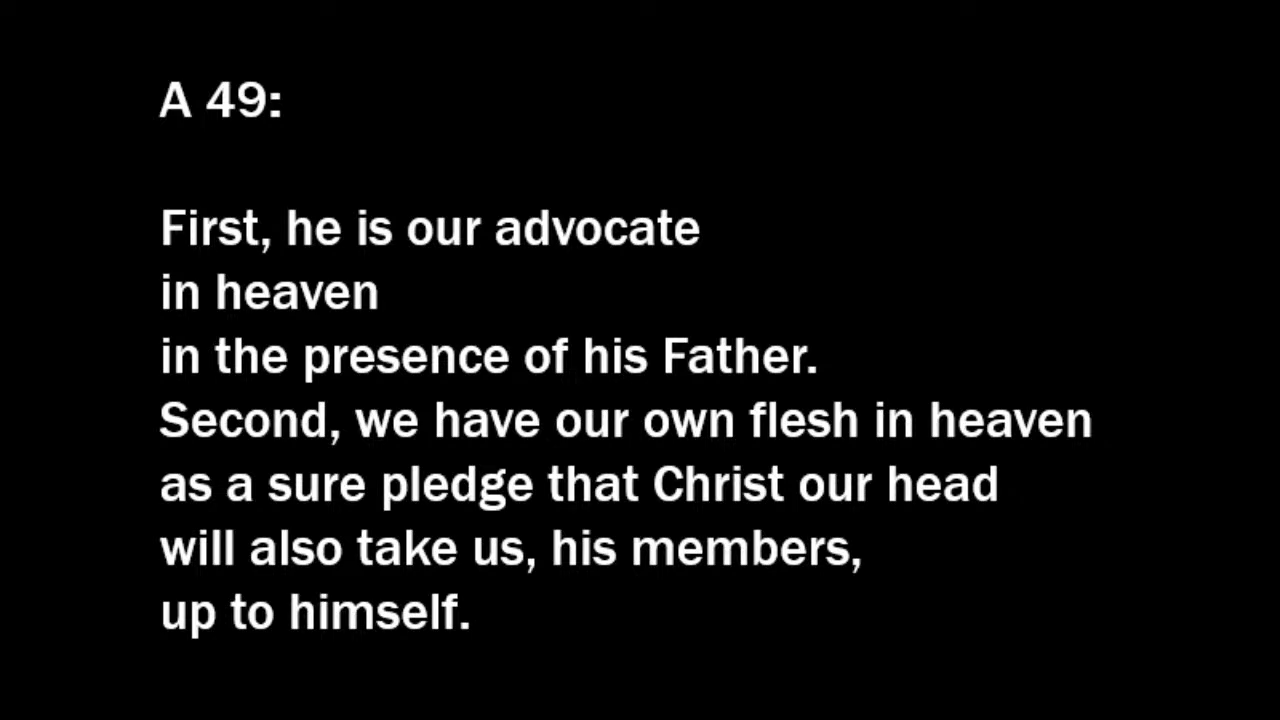 A 49:
First, he is our advocate
in heaven
in the presence of his Father.
Second, we have our own flesh in heaven
as a sure pledge that Christ our head
will also take us, his members,
up to himself.